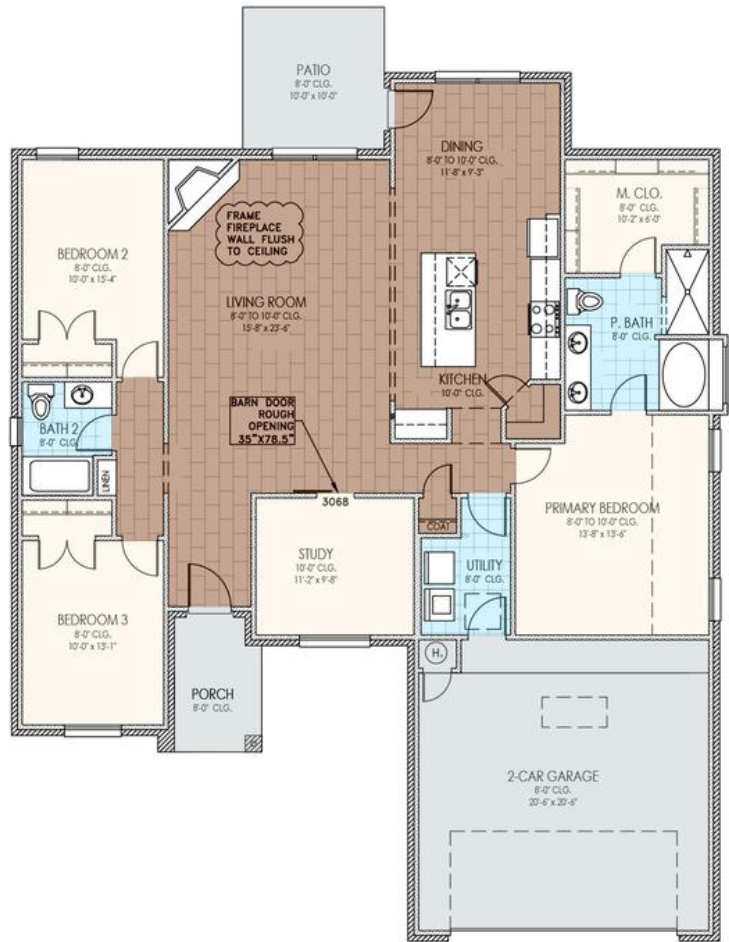 PATIO
8'-0" CLG.
10'-0" x 10'-0"
DINING
8'-0" TO 10'-0" CLG.
11'-8" x 9'-3"
M. CLO.
8'-0" CLG.
10'-2" x 6'-0"
FRAME
FIREPLACE
WALL FLUSH
TO CEILING
BEDROOM 2
8'-0" CLG.
10'-0" x 15'-4"
LIVING ROOM
8'-0" TO 10'-0" CLG.
15'-8" x 23'-6"
P. BATH
8'-0" CLG.
KITCHEN
10'-0" CLG.
BARN DOOR
ROUGH
OPENING
35"X78.5"
BATH 2
8'-0" CLG.
LINEN
3068
COAT
PRIMARY BEDROOM
8'-0" TO 10'-0" CLG.
13'-8" x 13'-6"
STUDY
10'-0" CLG.
11'-2" x 9'-8"
UTILITY
8'-0" CLG.
BEDROOM 3
8'-0" CLG.
10'-0" x 13'-1"
H.
PORCH
8'-0" CLG.
2-CAR GARAGE
8'-0" CLG.
20'-6" x 20'-6"